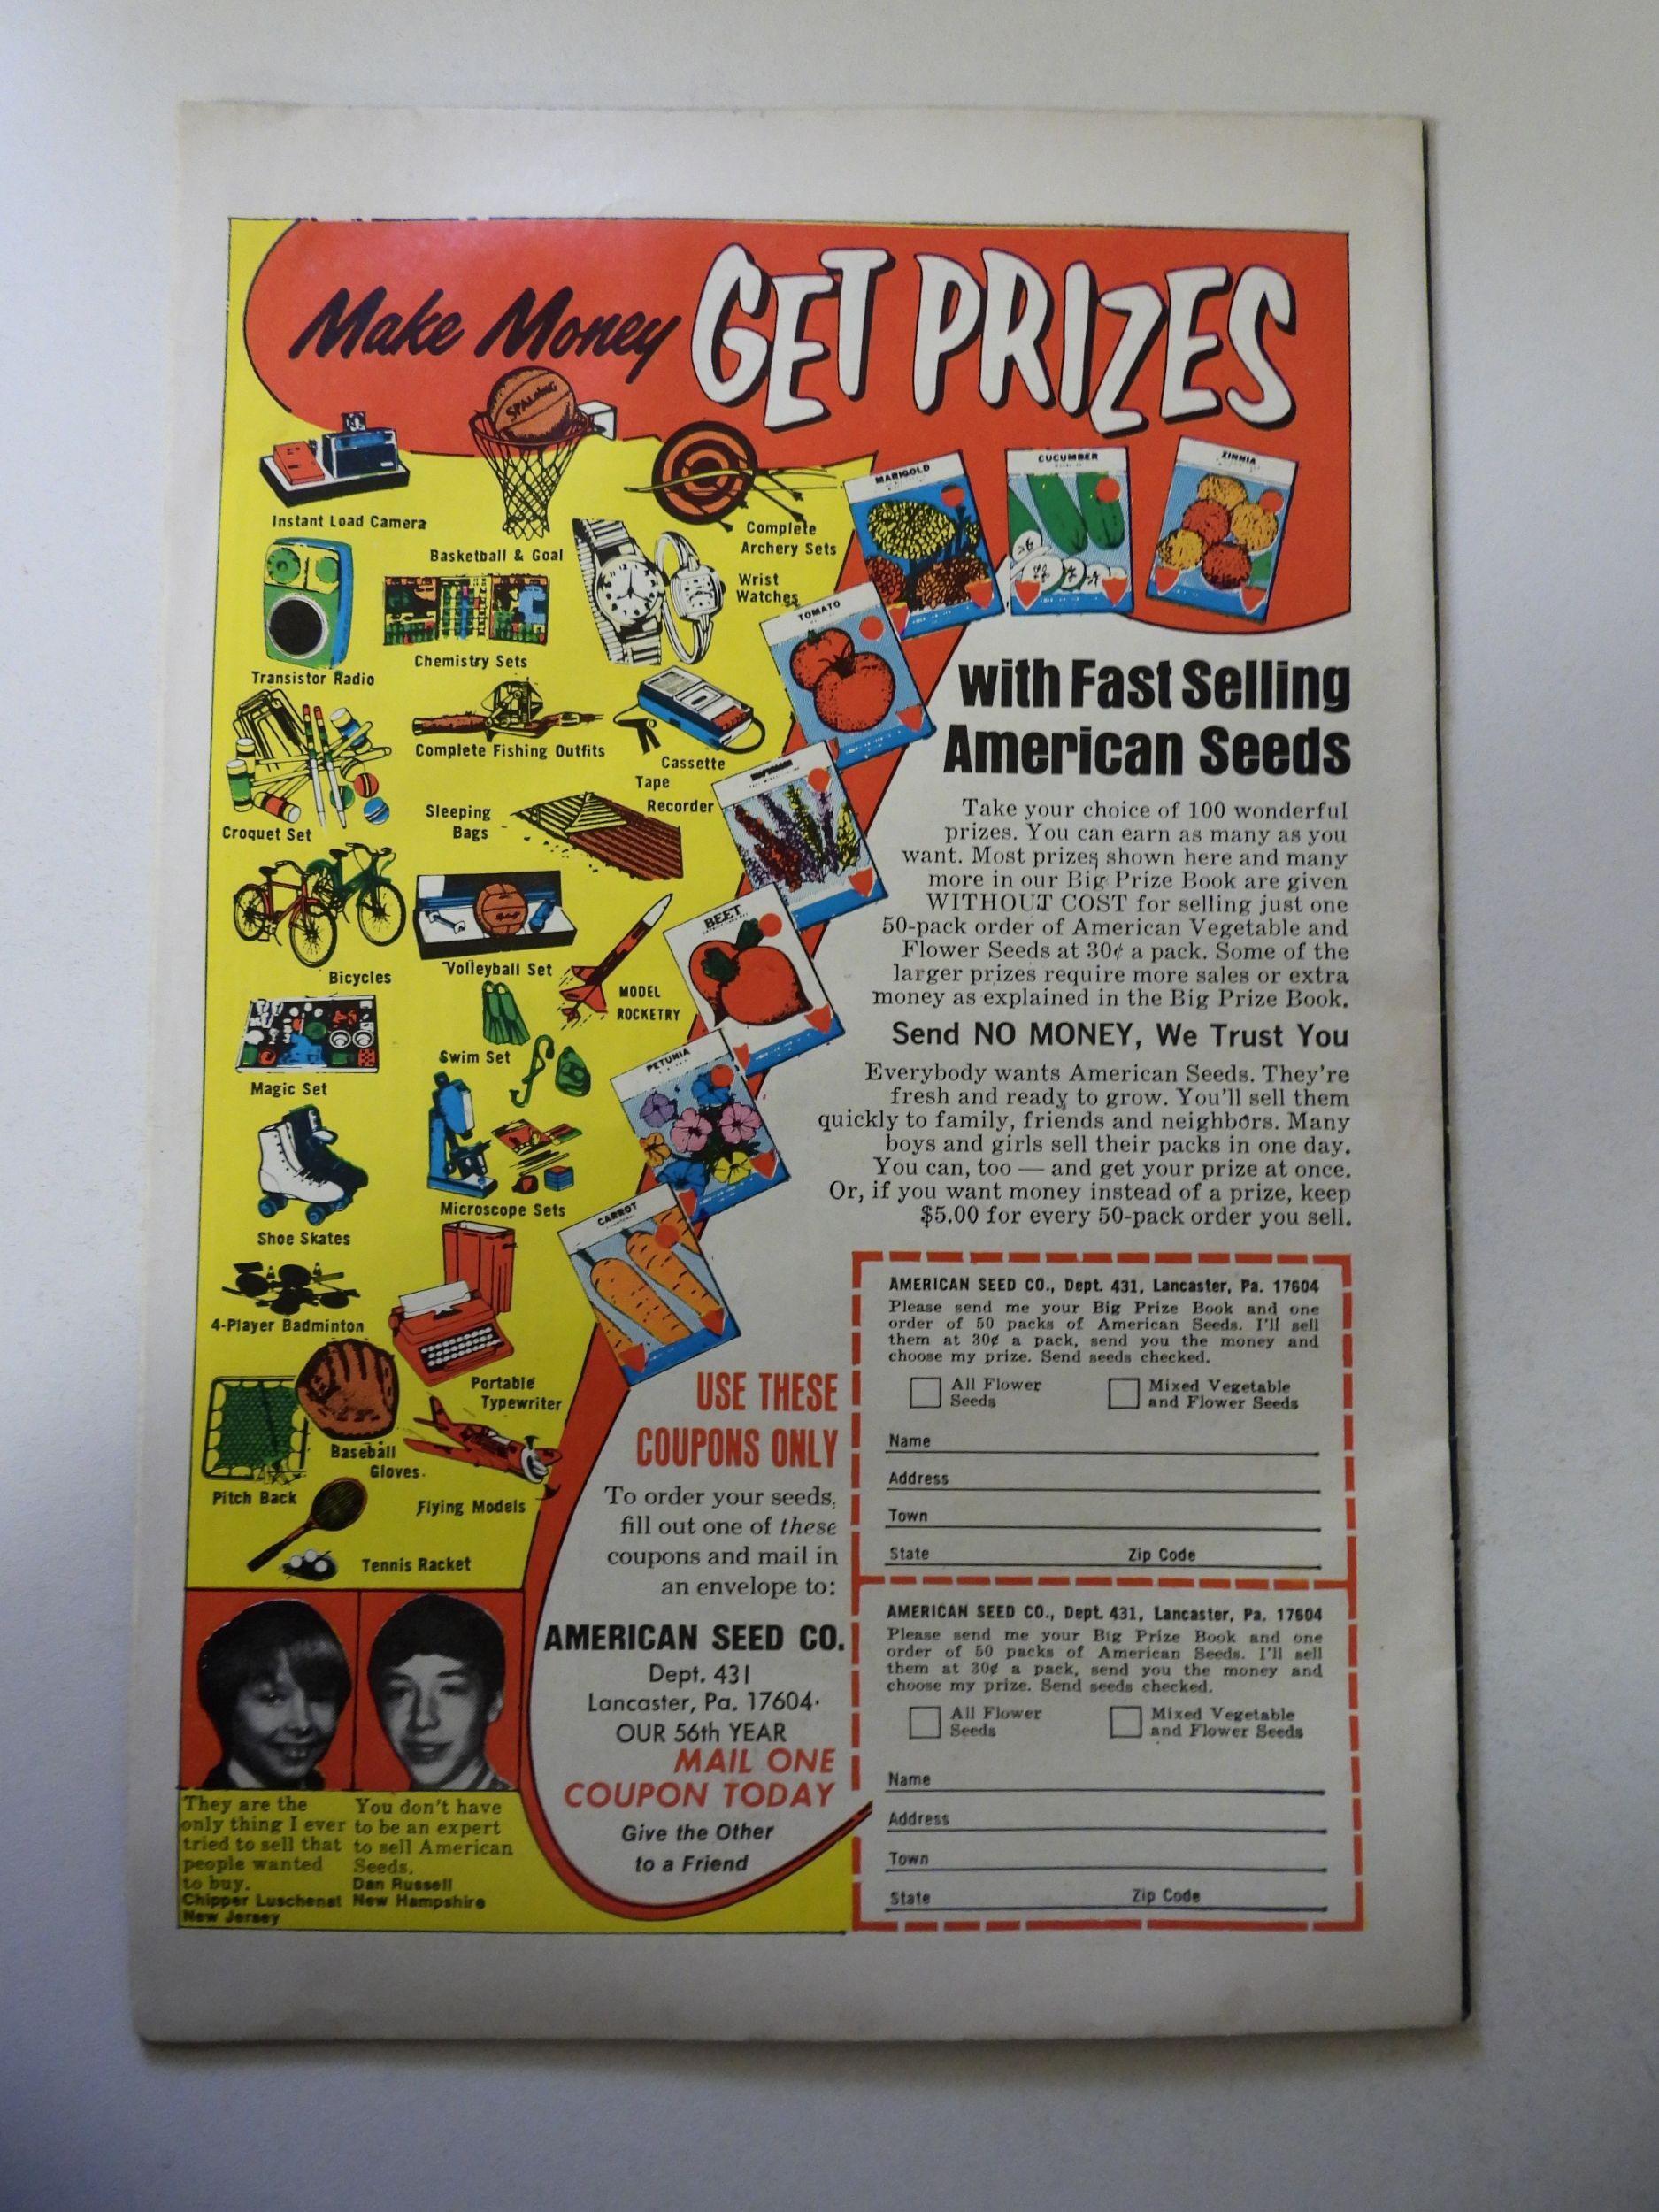 Make Money GET PRIZES
SPALDING
Instant Load Camera
Basketball & Goal
Complete
Archery Sets
Wrist
Watches
Transistor Radio
Chemistry Sets
Complete Fishing Outfits
Cassette
Tape
Recorder
Croquet Set
Sleeping
Bags
Bicycles
Volleyball Set
MODEL
ROCKETRY
Magic Set
Swim Set
Shoe Skates
Microscope Sets
4-Player Badminton
Portable
Typewriter
Baseball
Gloves
Pitch Back
Flying Models
Tennis Racket
MARIGOLD
CUCUMBER
ZINNIA
TOMATO
BEET
PETUNIA
CARROT
with Fast Selling
American Seeds
Take your choice of 100 wonderful
prizes. You can earn as many as you
want. Most prizes shown here and many
more in our Big Prize Book are given
WITHOUT COST for selling just one
50-pack order of American Vegetable and
Flower Seeds at 30¢ a pack. Some of the
larger prizes require more sales or extra
money as explained in the Big Prize Book.
Send NO MONEY, We Trust You
Everybody wants American Seeds. They're
fresh and ready to grow. You'll sell them
quickly to family, friends and neighbors. Many
boys and girls sell their packs in one day.
You can, too — and get your prize at once.
Or, if you want money instead of a prize, keep
$5.00 for every 50-pack order you sell.
USE THESE
COUPONS ONLY
To order your seeds,
fill out one of these
coupons and mail in
an envelope to:
AMERICAN SEED CO.
Dept. 431
Lancaster, Pa. 17604
OUR 56th YEAR
MAIL ONE
COUPON TODAY
Give the Other
to a Friend
AMERICAN SEED CO., Dept. 431, Lancaster, Pa. 17604
Please send me your Big Prize Book and one
order of 50 packs of American Seeds. I'll sell
them at 30¢ a pack, send you the money and
choose my prize. Send seeds checked.
All Flower
Seeds
Mixed Vegetable
and Flower Seeds
Name
Address
Town
State Zip Code
AMERICAN SEED CO., Dept. 431, Lancaster, Pa. 17604
Please send me your Big Prize Book and one
order of 50 packs of American Seeds. I'll sell
them at 30¢ a pack, send you the money and
choose my prize. Send seeds checked.
All Flower
Seeds
Mixed Vegetable
and Flower Seeds
Name
Address
Town
State Zip Code
They are the
only thing I ever
tried to sell that
people wanted
to buy.
Chipper Luschenat
New Jersey
You don't have
to be an expert
to sell American
Seeds.
Dan Russell
New Hampshire